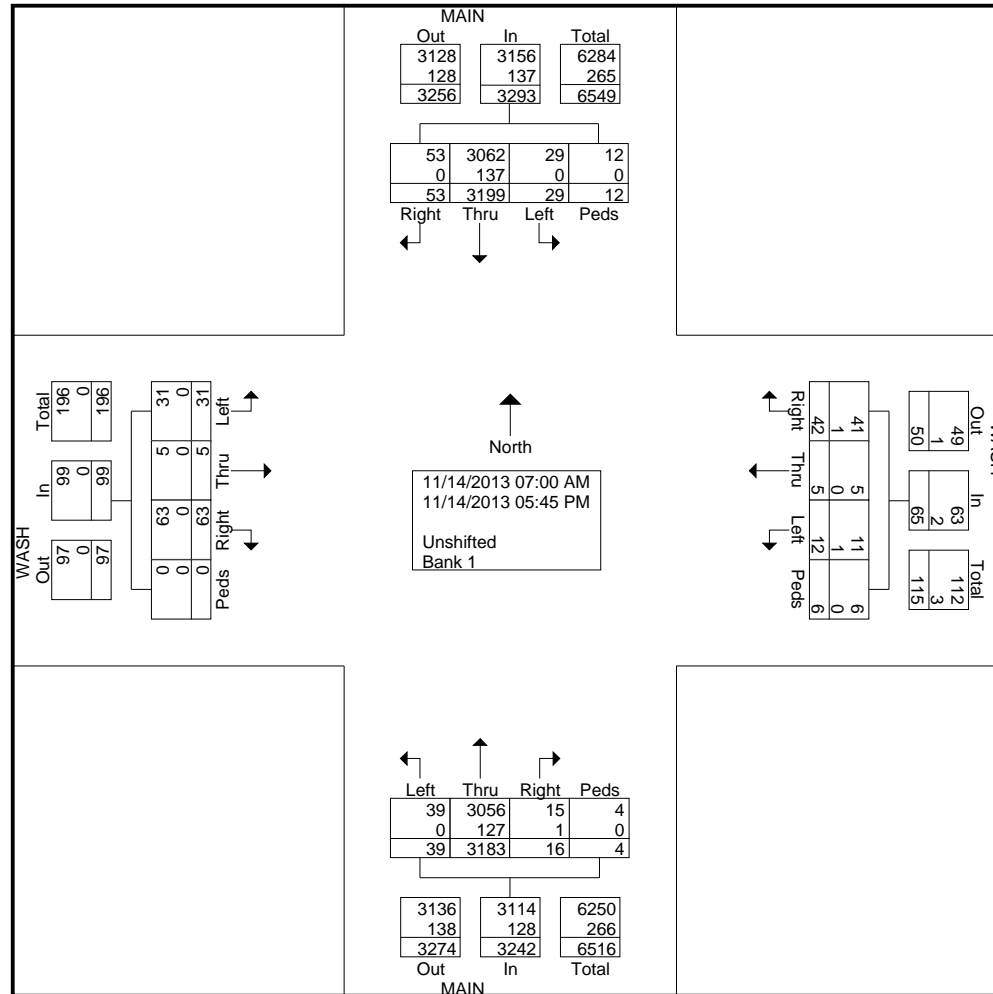 MAIN
Out In Total
3128 3156 6284
128 137 265
3256 3293 6549
53 3062 29 12
0 137 0 0
53 3199 29 12
Right Thru Left Peds
WASH
Total In Out
196 99 97
0 0 0
196 99 97
31 5 63 0
0 0 0 0
31 5 63 0
Left Thru Right Peds
North
11/14/2013 07:00 AM
11/14/2013 05:45 PM
Unshifted
Bank 1
Out In Total
49 63 112
1 2 3
50 65 115
41 5 11 6
1 0 1 0
42 5 12 6
Right Thru Left Peds
Left Thru Right Peds
39 3056 15 4
0 127 1 0
39 3183 16 4
3136 3114 6250
138 128 266
3274 3242 6516
Out In Total
MAIN